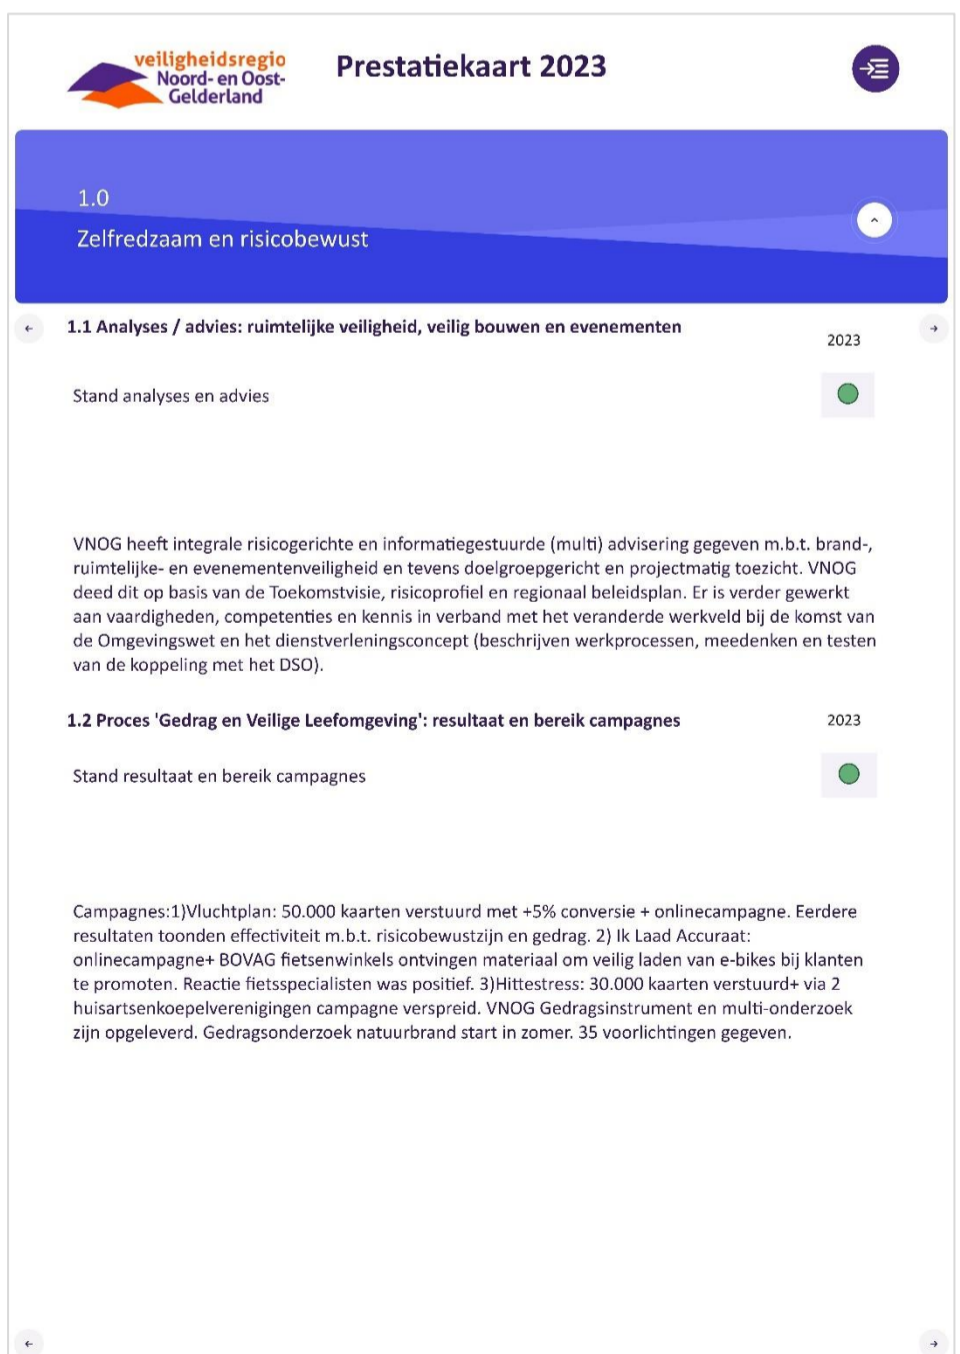 veiligheidsregio
Noord- en Oost-
Gelderland
Prestatiekaart 2023
1.0
Zelfredzaam en risicobewust
1.1 Analyses / advies: ruimtelijke veiligheid, veilig bouwen en evenementen
2023
Stand analyses en advies
VNOG heeft integrale risicogerichte en informatiegestuurde (multi) advisering gegeven m.b.t. brand-,
ruimtelijke- en evenementenveiligheid en tevens doelgroepgericht en projectmatig toezicht. VNOG
deed dit op basis van de Toekomstvisie, risicoprofiel en regionaal beleidsplan. Er is verder gewerkt
aan vaardigheden, competenties en kennis in verband met het veranderde werkveld bij de komst van
de Omgevingswet en het dienstverleningsconcept (beschrijven werkprocessen, meedenken en testen
van de koppeling met het DSO).
1.2 Proces 'Gedrag en Veilige Leefomgeving': resultaat en bereik campagnes
2023
Stand resultaat en bereik campagnes
Campagnes:1)Vluchtplan: 50.000 kaarten verstuurd met +5% conversie + onlinecampagne. Eerdere
resultaten toonden effectiviteit m.b.t. risicobewustzijn en gedrag. 2) Ik Laad Accuraat:
onlinecampagne+ BOVAG fietsenwinkels ontvingen materiaal om veilig laden van e-bikes bij klanten
te promoten. Reactie fietsspecialisten was positief. 3)Hittestress: 30.000 kaarten verstuurd+ via 2
huisartsenkoepelverenigingen campagne verspreid. VNOG Gedragsinstrument en multi-onderzoek
zijn opgeleverd. Gedragsonderzoek natuurbrand start in zomer. 35 voorlichtingen gegeven.